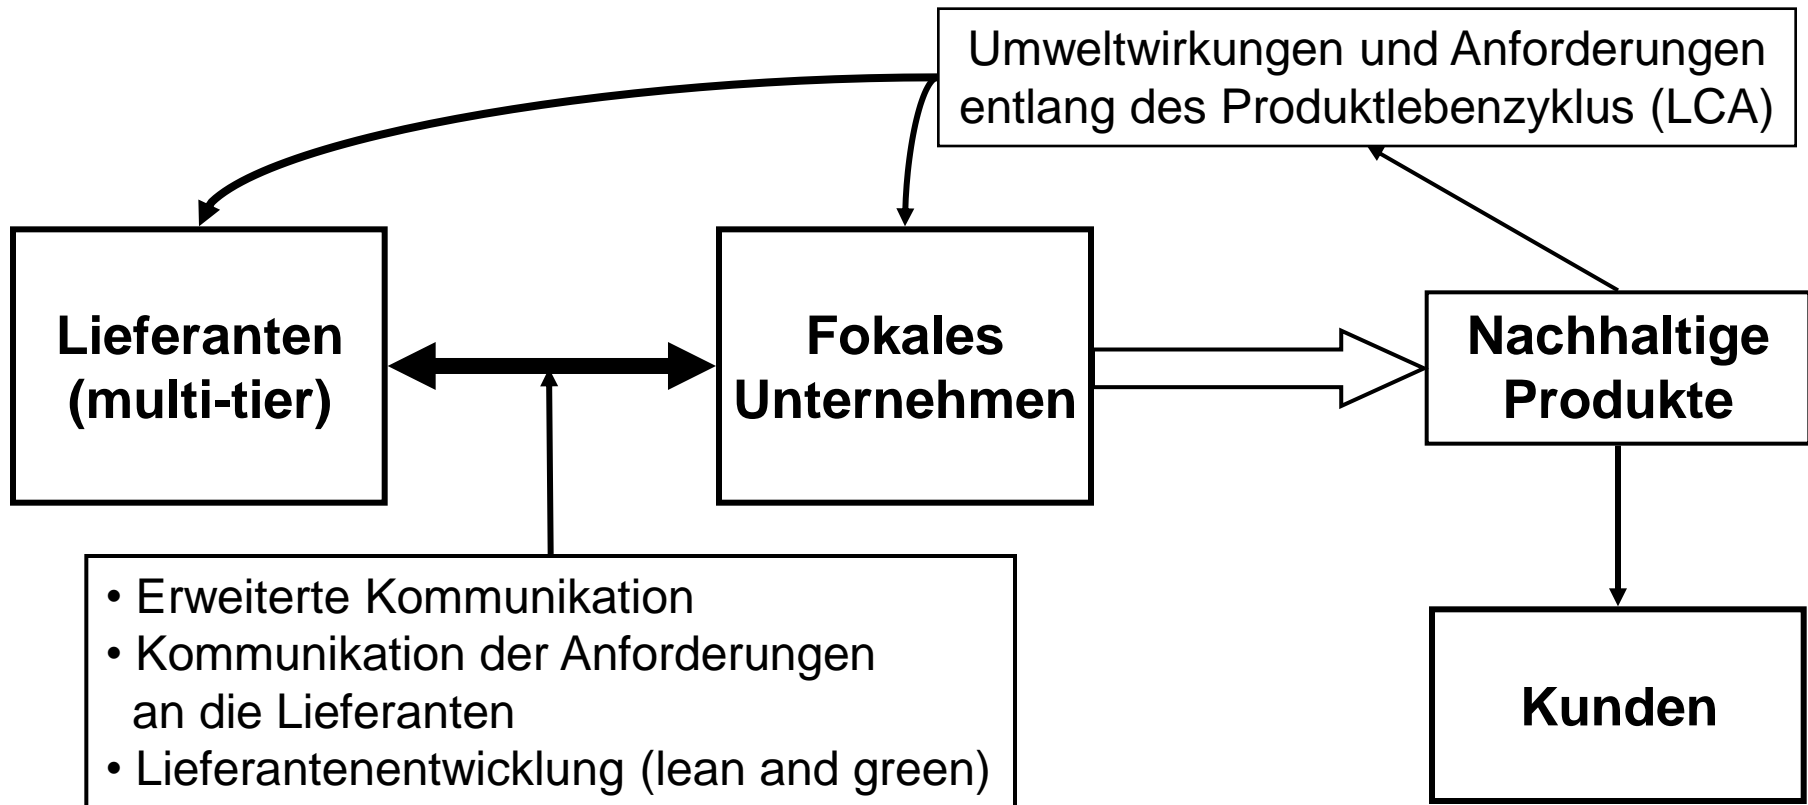 Umweltwirkungen und Anforderungen
entlang des Produktlebenzyklus (LCA)
Lieferanten
(multi-tier)
Fokales
Unternehmen
Nachhaltige
Produkte
• Erweiterte Kommunikation
• Kommunikation der Anforderungen
an die Lieferanten
• Lieferantenentwicklung (lean and green)
Kunden